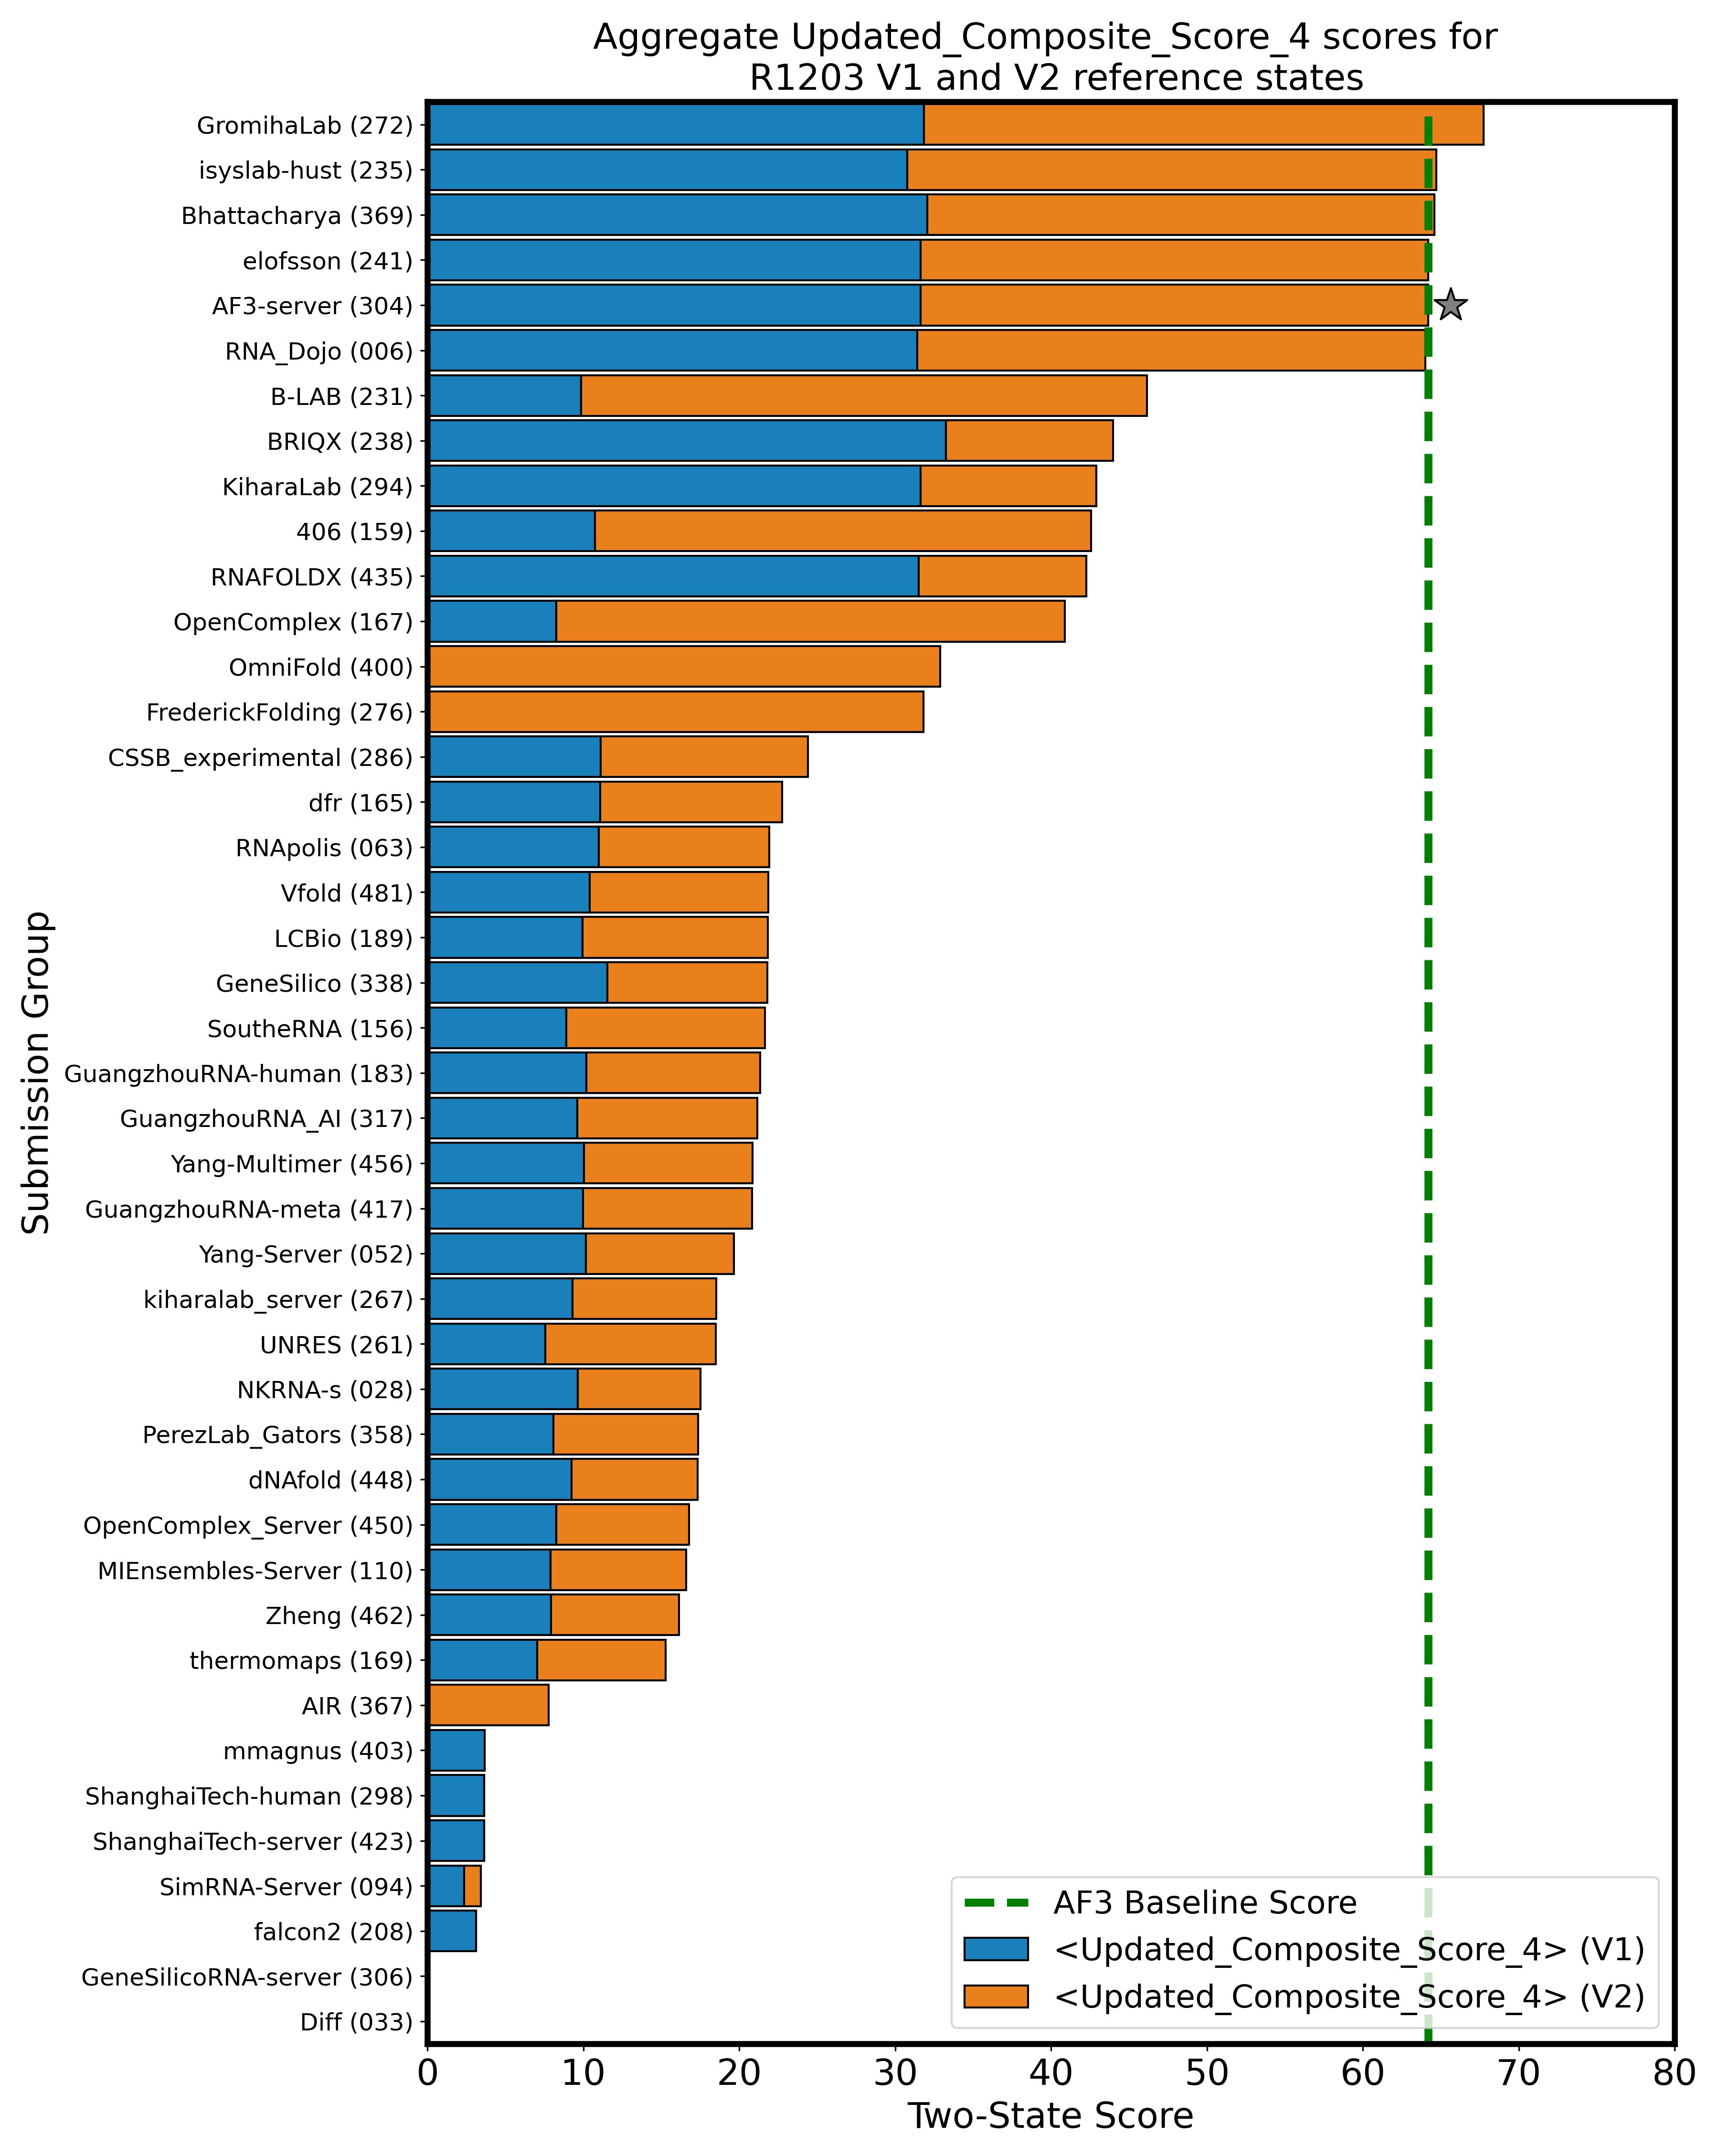 Aggregate Updated_Composite_Score_4 scores for
R1203 V1 and V2 reference states
GromihaLab (272)
isyslab-hust (235)
Bhattacharya (369)
elofsson (241)
AF3-server (304)
RNA_Dojo (006)
B-LAB (231)
BRIQX (238)
KiharaLab (294)
406 (159)
RNAFOLDX (435)
OpenComplex (167)
OmniFold (400)
FrederickFolding (276)
CSSB_experimental (286)
dfr (165)
RNApolis (063)
Vfold (481)
LCBio (189)
GeneSilico (338)
SoutheRNA (156)
GuangzhouRNA-human (183)
GuangzhouRNA_AI (317)
Yang-Multimer (456)
GuangzhouRNA-meta (417)
Yang-Server (052)
kiharalab_server (267)
UNRES (261)
NKRNA-s (028)
PerezLab_Gators (358)
dNAfold (448)
OpenComplex_Server (450)
MIEnsembles-Server (110)
Zheng (462)
thermomaps (169)
AIR (367)
mmagnus (403)
ShanghaiTech-human (298)
ShanghaiTech-server (423)
SimRNA-Server (094)
falcon2 (208)
GeneSilicoRNA-server (306)
Diff (033)
Submission Group
AF3 Baseline Score
<Updated_Composite_Score_4> (V1)
<Updated_Composite_Score_4> (V2)
0 10 20 30 40 50 60 70 80
Two-State Score